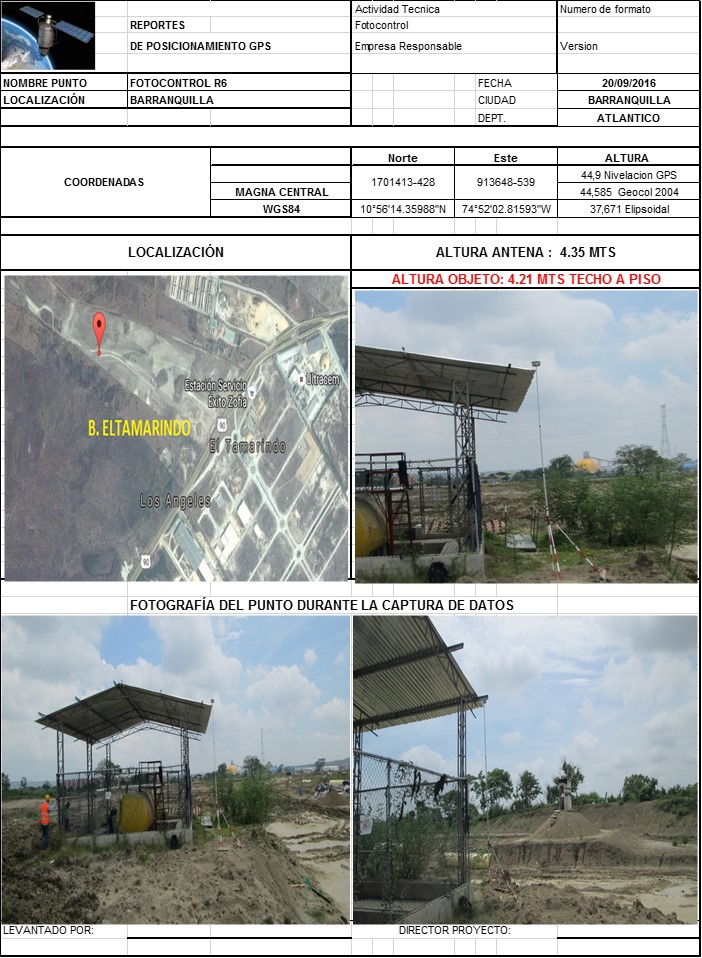 Actividad Tecnica Numero de formato
REPORTES Fotocontrol
DE POSICIONAMIENTO GPS Empresa Responsable Version
NOMBRE PUNTO FOTOCONTROL R6 FECHA 20/09/2016
LOCALIZACIÓN BARRANQUILLA CIUDAD BARRANQUILLA
DEPT. ATLANTICO
Norte Este ALTURA
COORDENADAS 1701413-428 913648-539 44,9 Nivelacion GPS
MAGNA CENTRAL 44,585 Geocol 2004
WGS84 10°56'14.35988"N 74°52'02.81593"W 37,671 Elipsoidal
LOCALIZACIÓN ALTURA ANTENA : 4.35 MTS
ALTURA OBJETO: 4.21 MTS TECHO A PISO
Estación Servicio
Éxito Zofia
Ultracem
B. ELTAMARINDO
90
El Tamarindo
Los Angeles
90
FOTOGRAFÍA DEL PUNTO DURANTE LA CAPTURA DE DATOS
LEVANTADO POR: DIRECTOR PROYECTO: